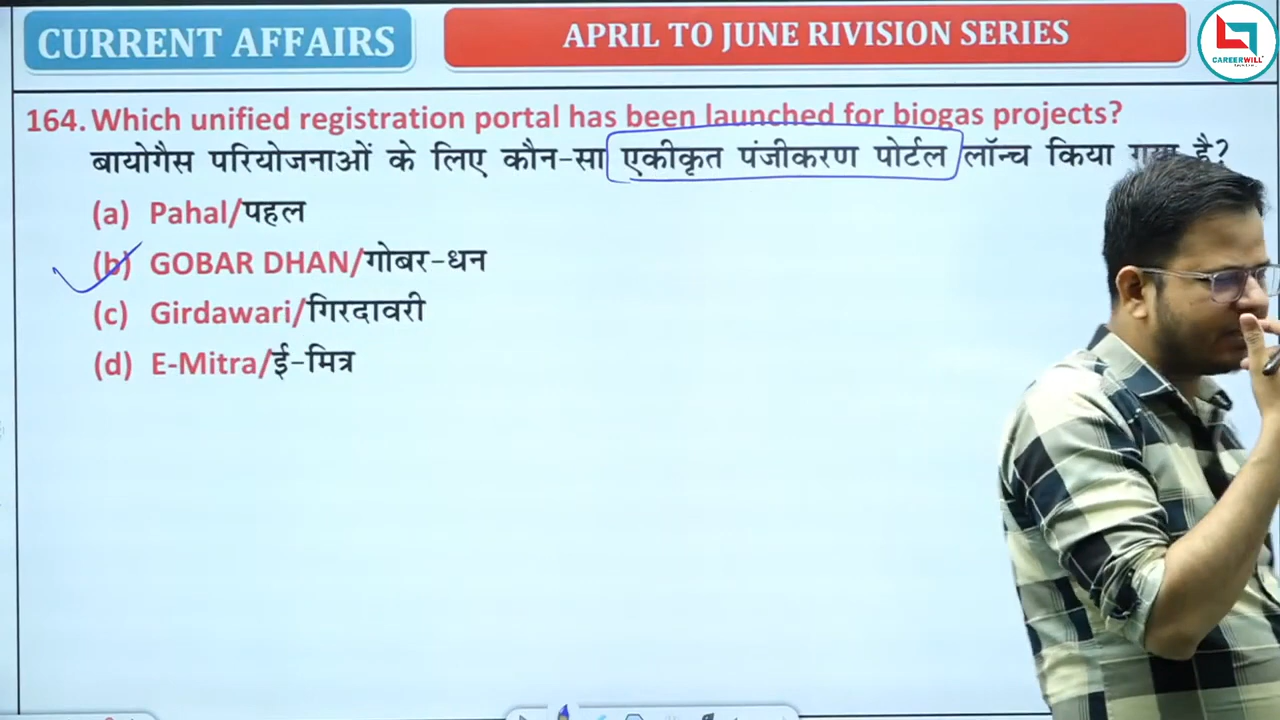 CURRENT AFFAIRS
APRIL TO JUNE RIVISION SERIES
CAREERWILL
164. Which unified registration portal has been launched for biogas projects?
बायोगैस परियोजनाओं के लिए कौन-सा एकीकृत पंजीकरण पोर्टल लॉन्च किया है?
(a) Pahal/पहल
(b) GOBAR DHAN/गोबर-धन
(c) Girdawari/गिरदावरी
(d) E-Mitra/ई-मित्र